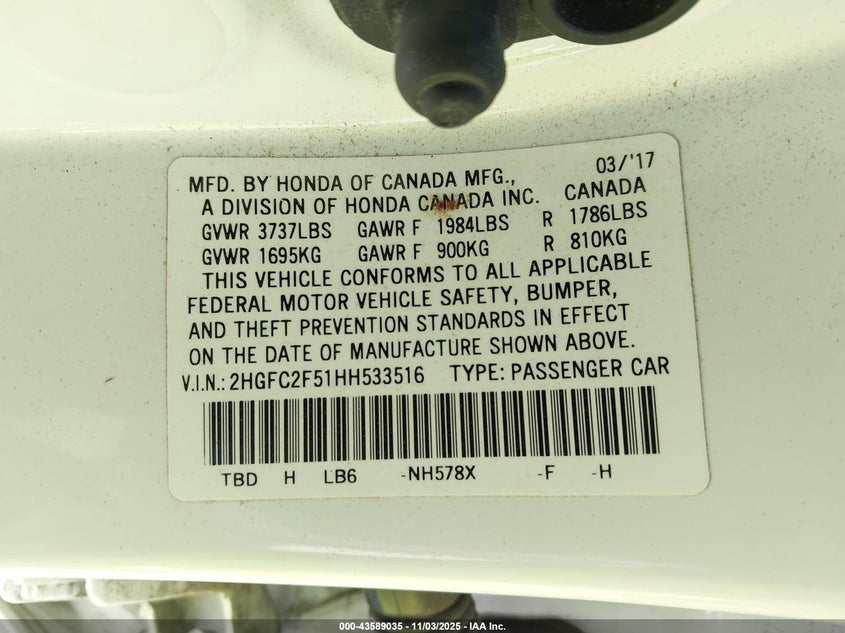 MFD. BY HONDA OF CANADA MFG., 03/'17
A DIVISION OF HONDA CANADA INC. CANADA
GVWR 3737LBS GAWR F 1984LBS R 1786LBS
GVWR 1695KG GAWR F 900KG R 810KG
THIS VEHICLE CONFORMS TO ALL APPLICABLE
FEDERAL MOTOR VEHICLE SAFETY, BUMPER,
AND THEFT PREVENTION STANDARDS IN EFFECT
ON THE DATE OF MANUFACTURE SHOWN ABOVE.
V.I.N.: 2HGFC2F51HH533516 TYPE: PASSENGER CAR
TBD H LB6 -NH578X -F -H
000-43589035 - 11/03/2025 - IAA Inc.